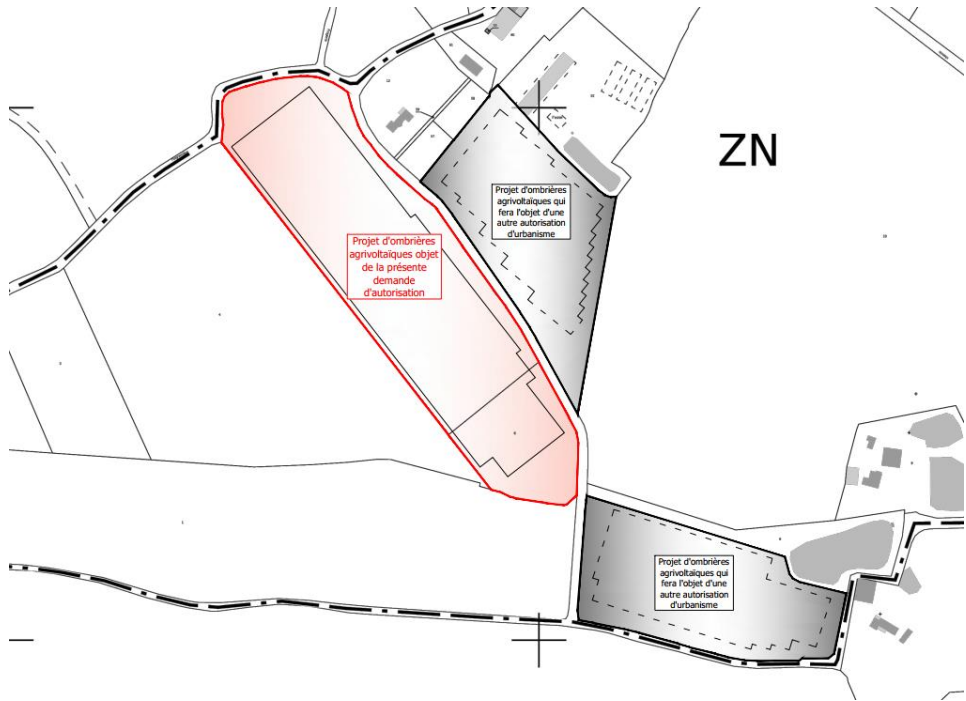 ZN
Projet d'ombrières
agrivoltaïques qui
fera l'objet d'une
autre autorisation
d'urbanisme
Projet d'ombrières
agrivoltaïques objet
de la présente
demande
d'autorisation
Projet d'ombrières
agrivoltaïques qui
fera l'objet d'une
autre autorisation
d'urbanisme